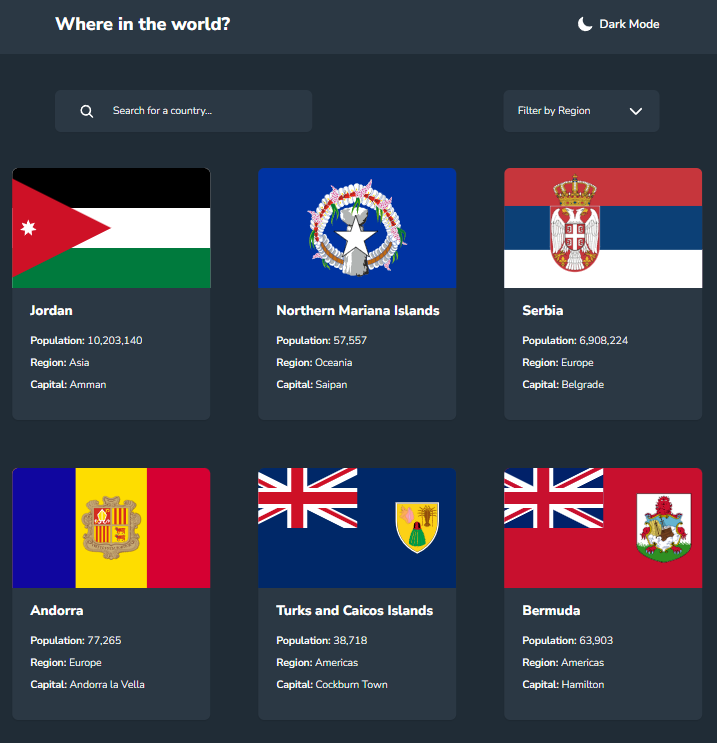 Where in the world?
Dark Mode
Search for a country...
Filter by Region
Jordan
Population: 10,203,140
Region: Asia
Capital: Amman
Northern Mariana Islands
Population: 57,557
Region: Oceania
Capital: Saipan
Serbia
Population: 6,908,224
Region: Europe
Capital: Belgrade
Andorra
Population: 77,265
Region: Europe
Capital: Andorra la Vella
Turks and Caicos Islands
Population: 38,718
Region: Americas
Capital: Cockburn Town
Bermuda
Population: 63,903
Region: Americas
Capital: Hamilton